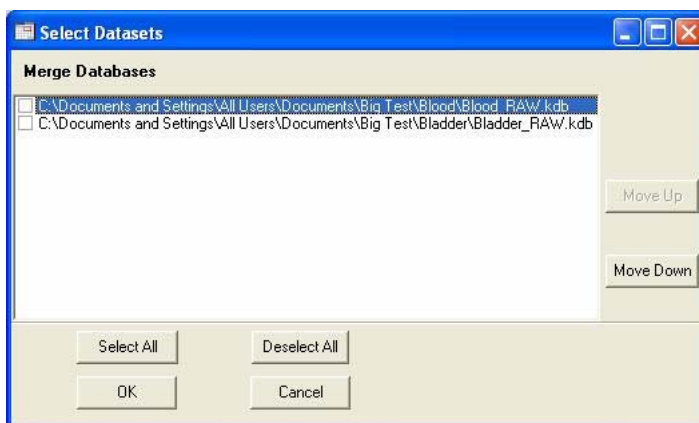 Select Datasets
Merge Databases
C:\Documents and Settings\All Users\Documents\Big Test\Blood\Blood_RAW.kdb
C:\Documents and Settings\All Users\Documents\Big Test\Bladder\Bladder_RAW.kdb
Move Up
Move Down
Select All Deselect All
OK Cancel